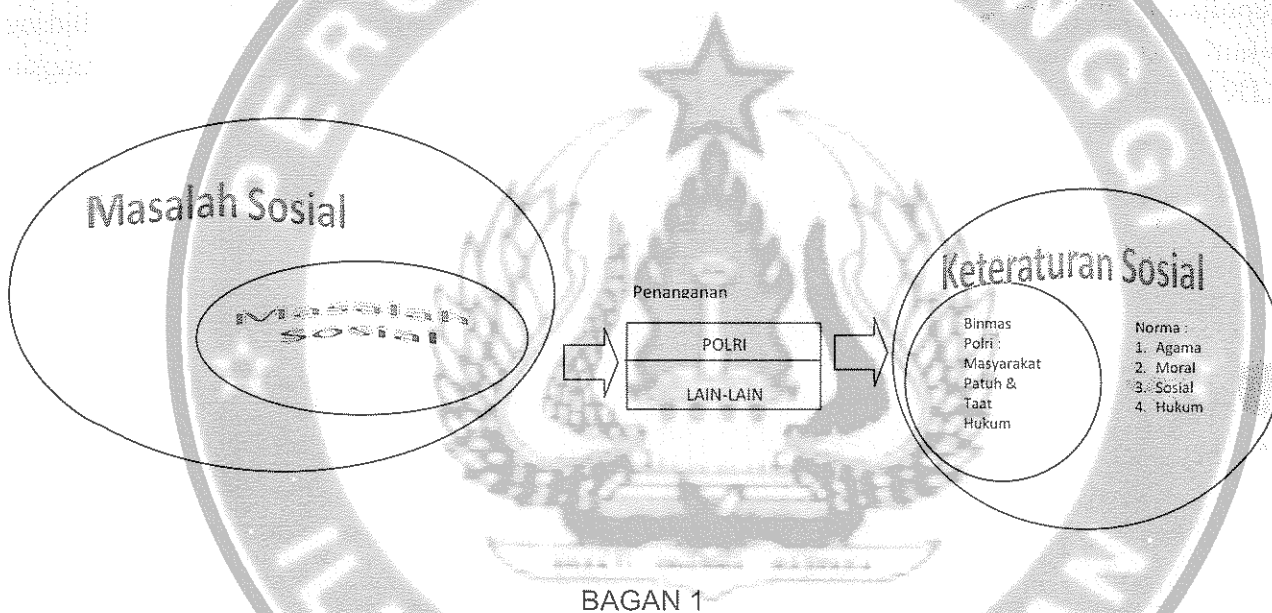 Masalah Sosial
Masalah
Sosial
Penanganan
POLRI
LAIN-LAIN
Keteraturan Sosial
Binmas
Polri :
Masyarakat
Patuh &
Taat
Hukum
Norma :
1. Agama
2. Moral
3. Sosial
4. Hukum
BAGAN 1